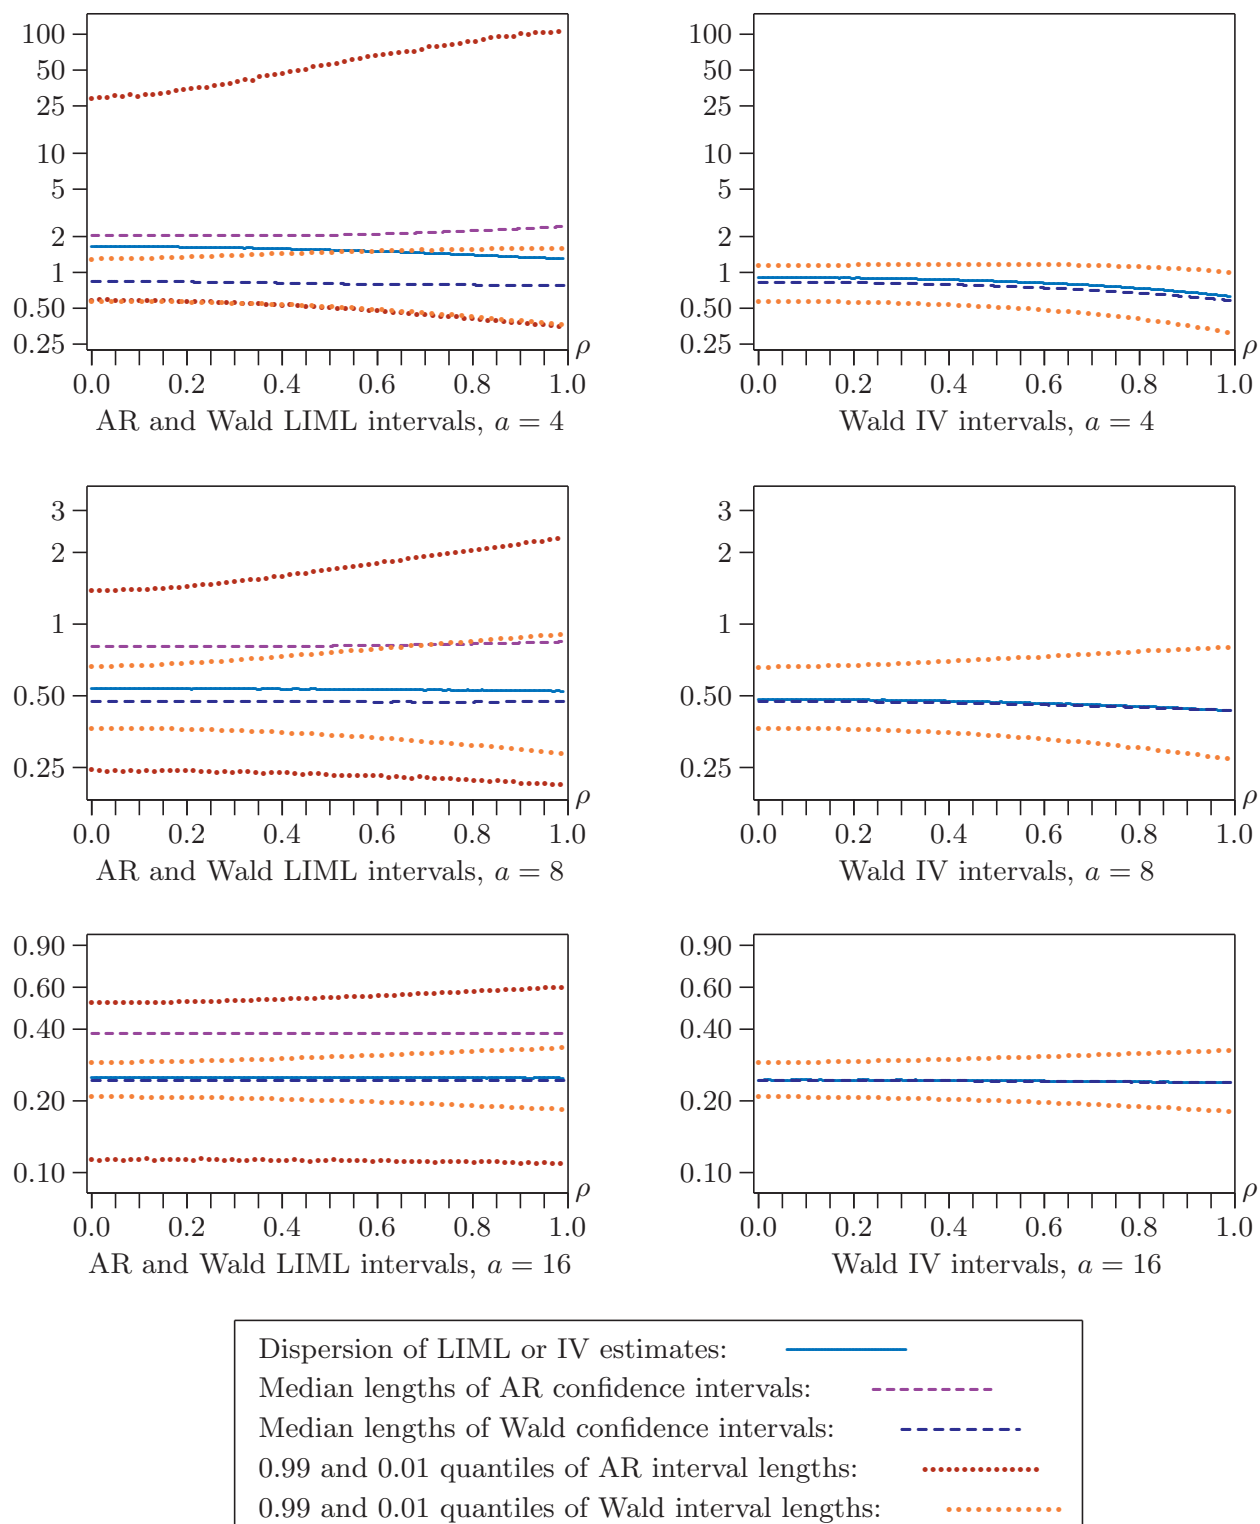 100
50
25
10
5
2
1
0.50
0.25
0.0 0.2 0.4 0.6 0.8 1.0
ρ
AR and Wald LIML intervals, a = 4
100
50
25
10
5
2
1
0.50
0.25
0.0 0.2 0.4 0.6 0.8 1.0
ρ
Wald IV intervals, a = 4
3
2
1
0.50
0.25
0.0 0.2 0.4 0.6 0.8 1.0
ρ
AR and Wald LIML intervals, a = 8
3
2
1
0.50
0.25
0.0 0.2 0.4 0.6 0.8 1.0
ρ
Wald IV intervals, a = 8
0.90
0.60
0.40
0.20
0.10
0.0 0.2 0.4 0.6 0.8 1.0
ρ
AR and Wald LIML intervals, a = 16
0.90
0.60
0.40
0.20
0.10
0.0 0.2 0.4 0.6 0.8 1.0
ρ
Wald IV intervals, a = 16
Dispersion of LIML or IV estimates:
Median lengths of AR confidence intervals:
Median lengths of Wald confidence intervals:
0.99 and 0.01 quantiles of AR interval lengths:
0.99 and 0.01 quantiles of Wald interval lengths: